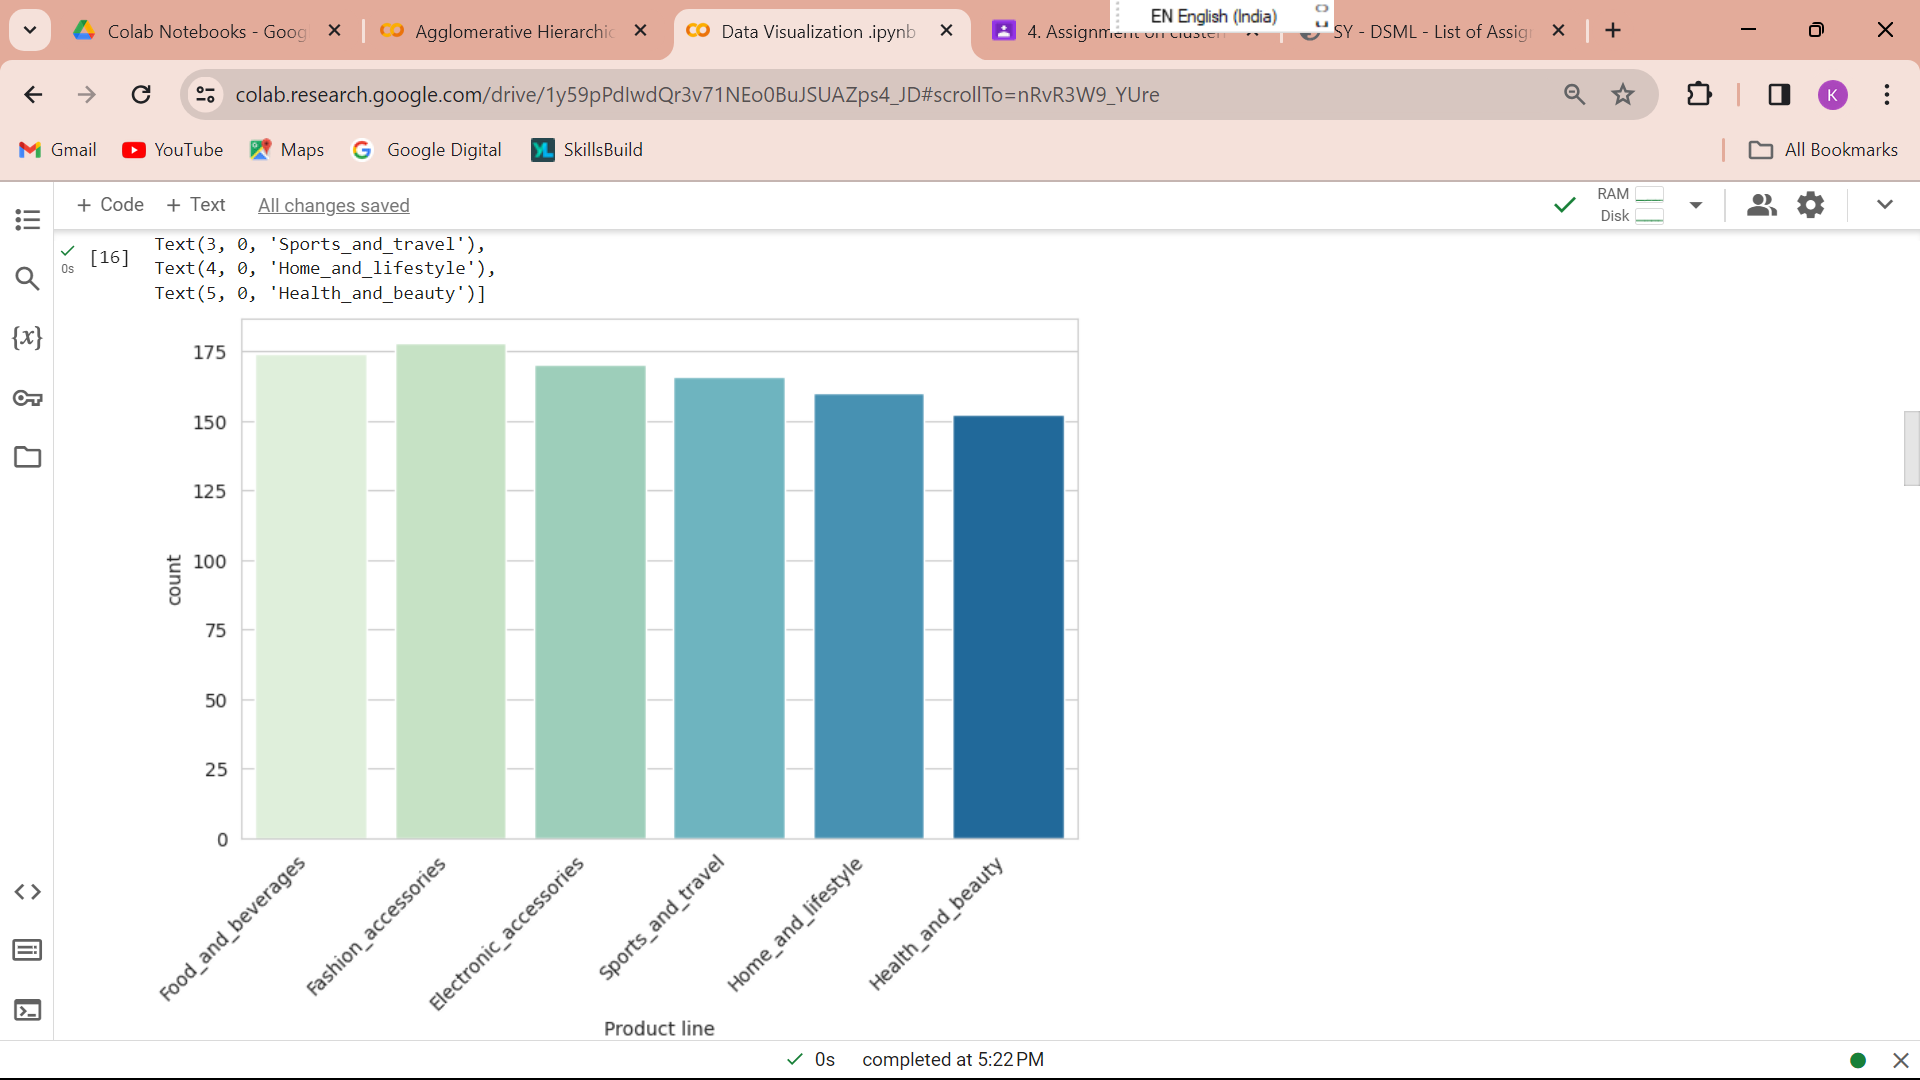 EN English (India)
Colab Notebooks - Goog
Agglomerative Hierarchic
Data Visualization .ipynb
4. Assignment on cluster
SY - DSML - List of Assig
colab.research.google.com/drive/1y59pPdIwdQr3v71NEo0BuJSUAZps4_JD#scrollTo=nRvR3W9_YUre
K
Gmail
YouTube
Maps
Google Digital
SkillsBuild
All Bookmarks
+ Code
+ Text
All changes saved
RAM
Disk
[16]
0s
Text(3, 0, 'Sports_and_travel'),
Text(4, 0, 'Home_and_lifestyle'),
Text(5, 0, 'Health_and_beauty')]
{x}
175
150
125
100
75
50
25
0
count
Food_and_beverages
Fashion_accessories
Electronic_accessories
Sports_and_travel
Home_and_lifestyle
Health_and_beauty
Product line
0s completed at 5:22 PM